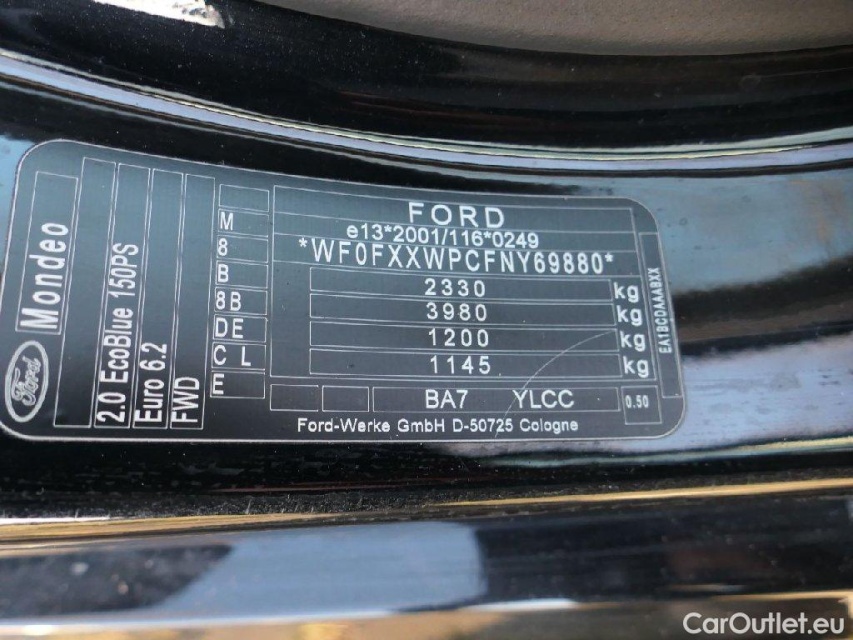 Mondeo
Ford
2.0 EcoBlue 150PS
Euro 6.2
FWD
M
8
B
8B
DE
C L
E
FORD
e13*2001/116*0249
*WF0FXXWPCFNY69880*
2330 kg
3980 kg
1200 kg
1145 kg
BA7 YLCC 0.50
Ford-Werke GmbH D-50725 Cologne
EA1BCDAAABXX
CarOutlet.eu